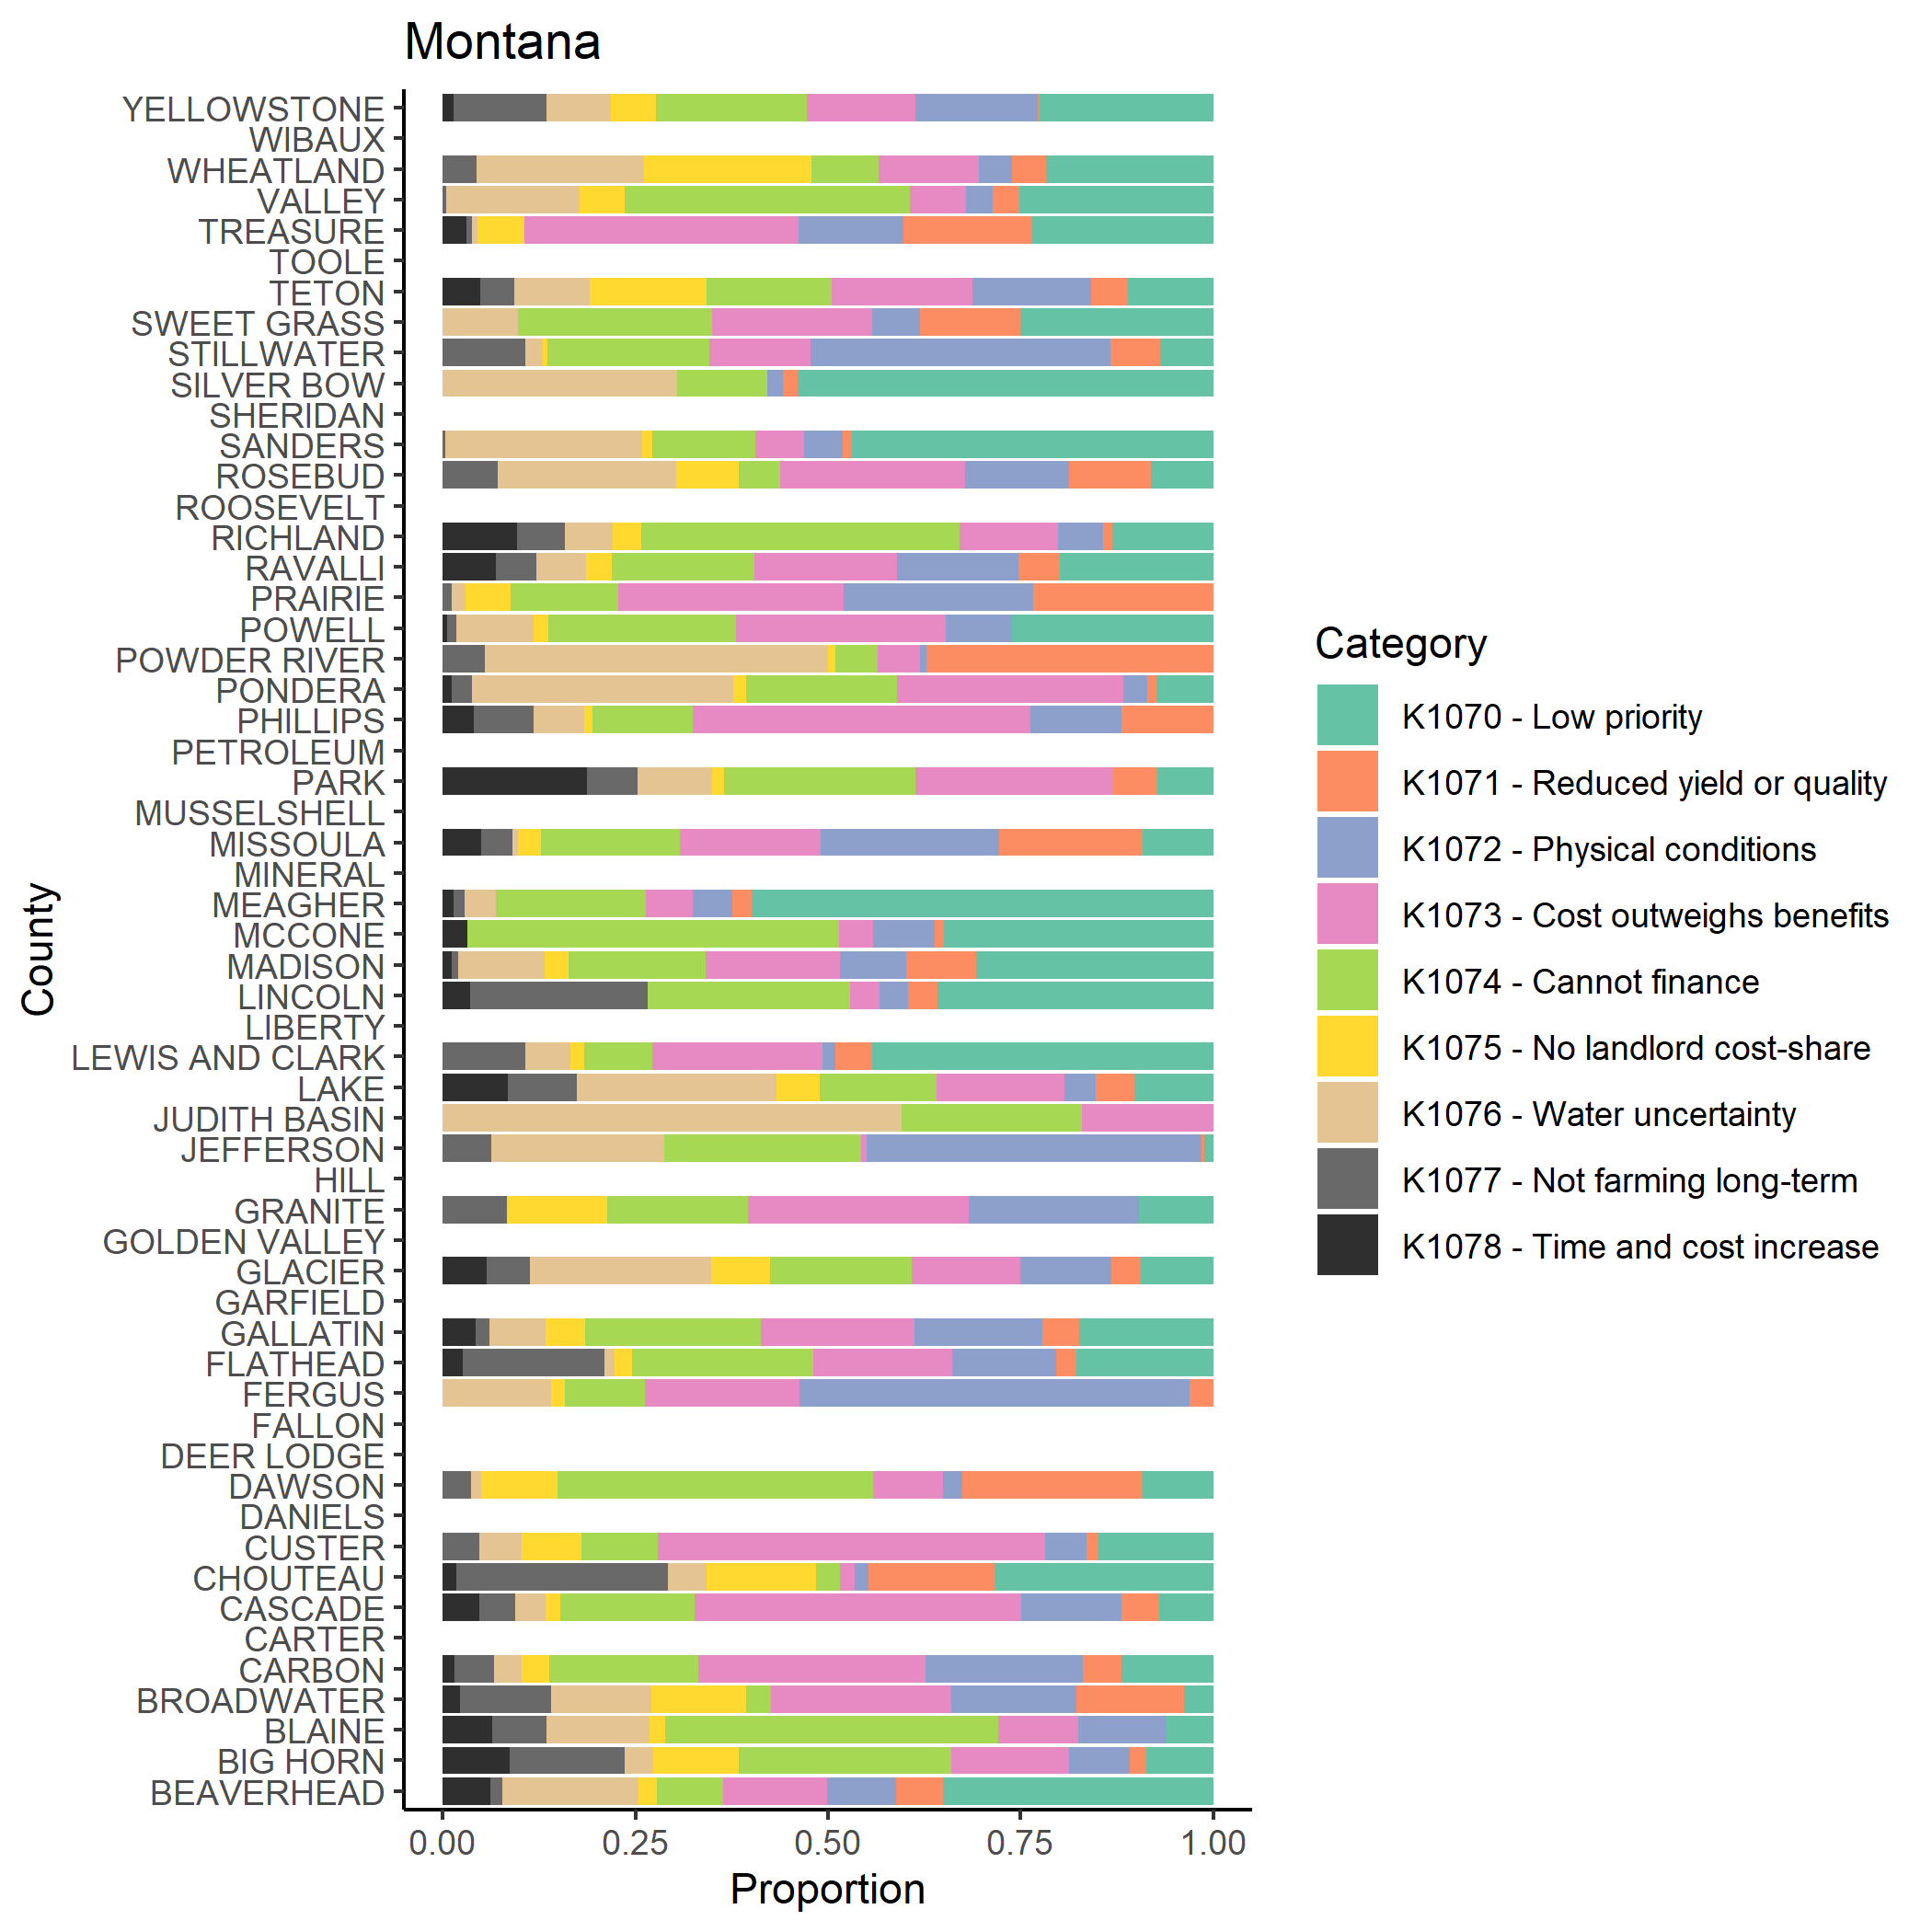 Montana
YELLOWSTONE
WIBAUX
WHEATLAND
VALLEY
TREASURE
TOOLE
TETON
SWEET GRASS
STILLWATER
SILVER BOW
SHERIDAN
SANDERS
ROSEBUD
ROOSEVELT
RICHLAND
RAVALLI
PRAIRIE
POWELL
POWDER RIVER
PONDERA
PHILLIPS
PETROLEUM
PARK
MUSSELSHELL
MISSOULA
MINERAL
MEAGHER
MCCONE
MADISON
LINCOLN
LIBERTY
LEWIS AND CLARK
LAKE
JUDITH BASIN
JEFFERSON
HILL
GRANITE
GOLDEN VALLEY
GLACIER
GARFIELD
GALLATIN
FLATHEAD
FERGUS
FALLON
DEER LODGE
DAWSON
DANIELS
CUSTER
CHOUTEAU
CASCADE
CARTER
CARBON
BROADWATER
BLAINE
BIG HORN
BEAVERHEAD
County
0.00 0.25 0.50 0.75 1.00
Proportion
Category
K1070 - Low priority
K1071 - Reduced yield or quality
K1072 - Physical conditions
K1073 - Cost outweighs benefits
K1074 - Cannot finance
K1075 - No landlord cost-share
K1076 - Water uncertainty
K1077 - Not farming long-term
K1078 - Time and cost increase